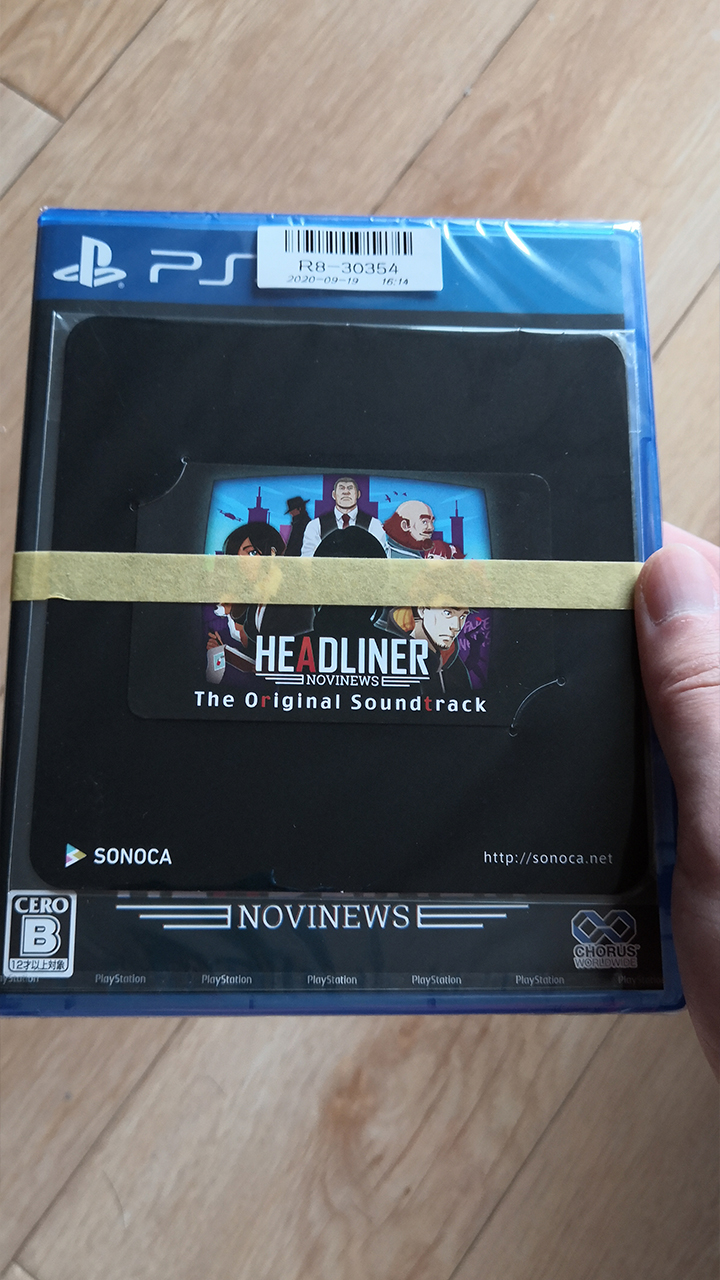 PS
R8-30354
2020-09-19 16:14
HEADLINER
NOVINEWS
The Original Soundtrack
SONOCA
http://sonoca.net
NOVINEWS
CERO
B
12才以上対象
CHORUS
WORLDWIDE
PlayStation PlayStation PlayStation PlayStation PlayStation